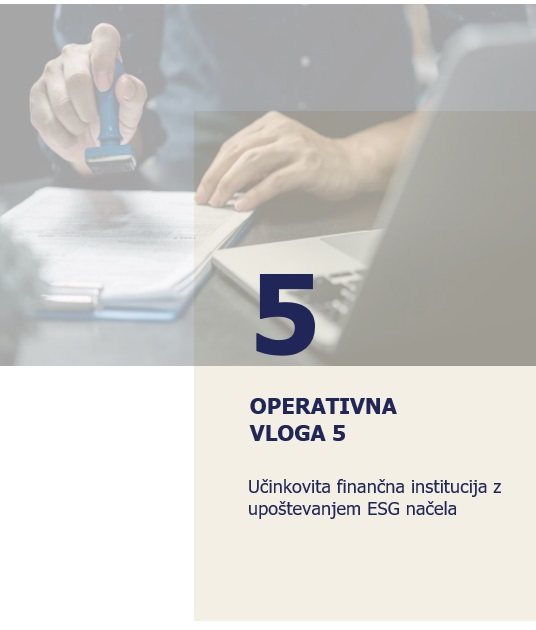 5
OPERATIVNA
VLOGA 5
Učinkovita finančna institucija z
upoštevanjem ESG načela